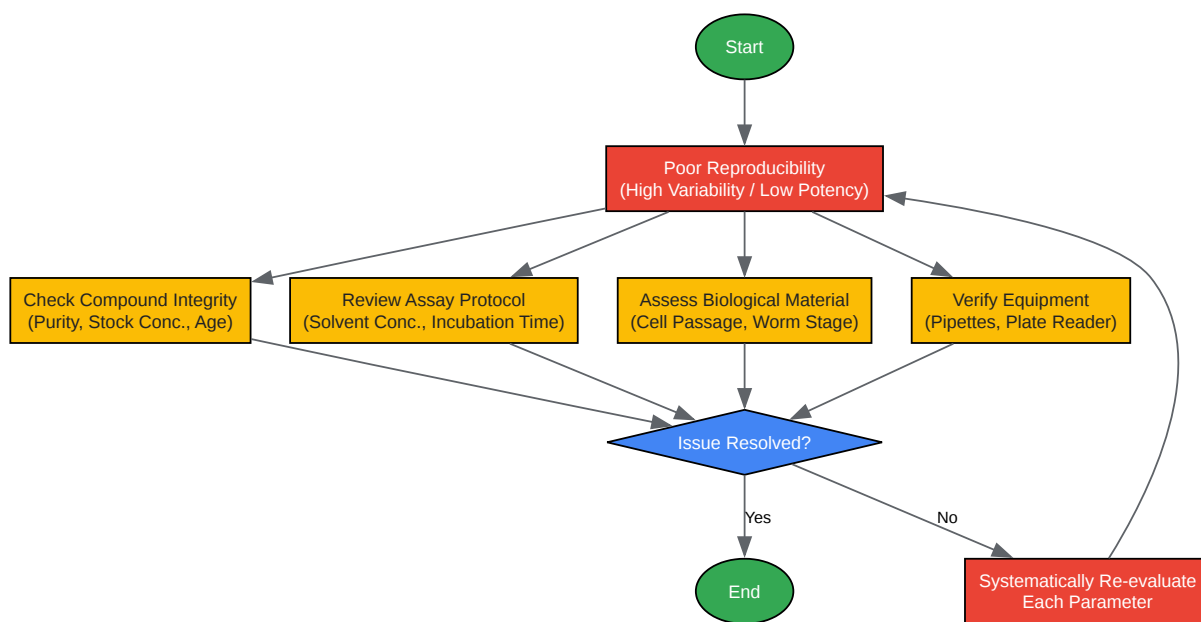 Start
Poor Reproducibility
(High Variability / Low Potency)
Check Compound Integrity
(Purity, Stock Conc., Age)
Review Assay Protocol
(Solvent Conc., Incubation Time)
Assess Biological Material
(Cell Passage, Worm Stage)
Verify Equipment
(Pipettes, Plate Reader)
Issue Resolved?
Yes
No
End
Systematically Re-evaluate
Each Parameter